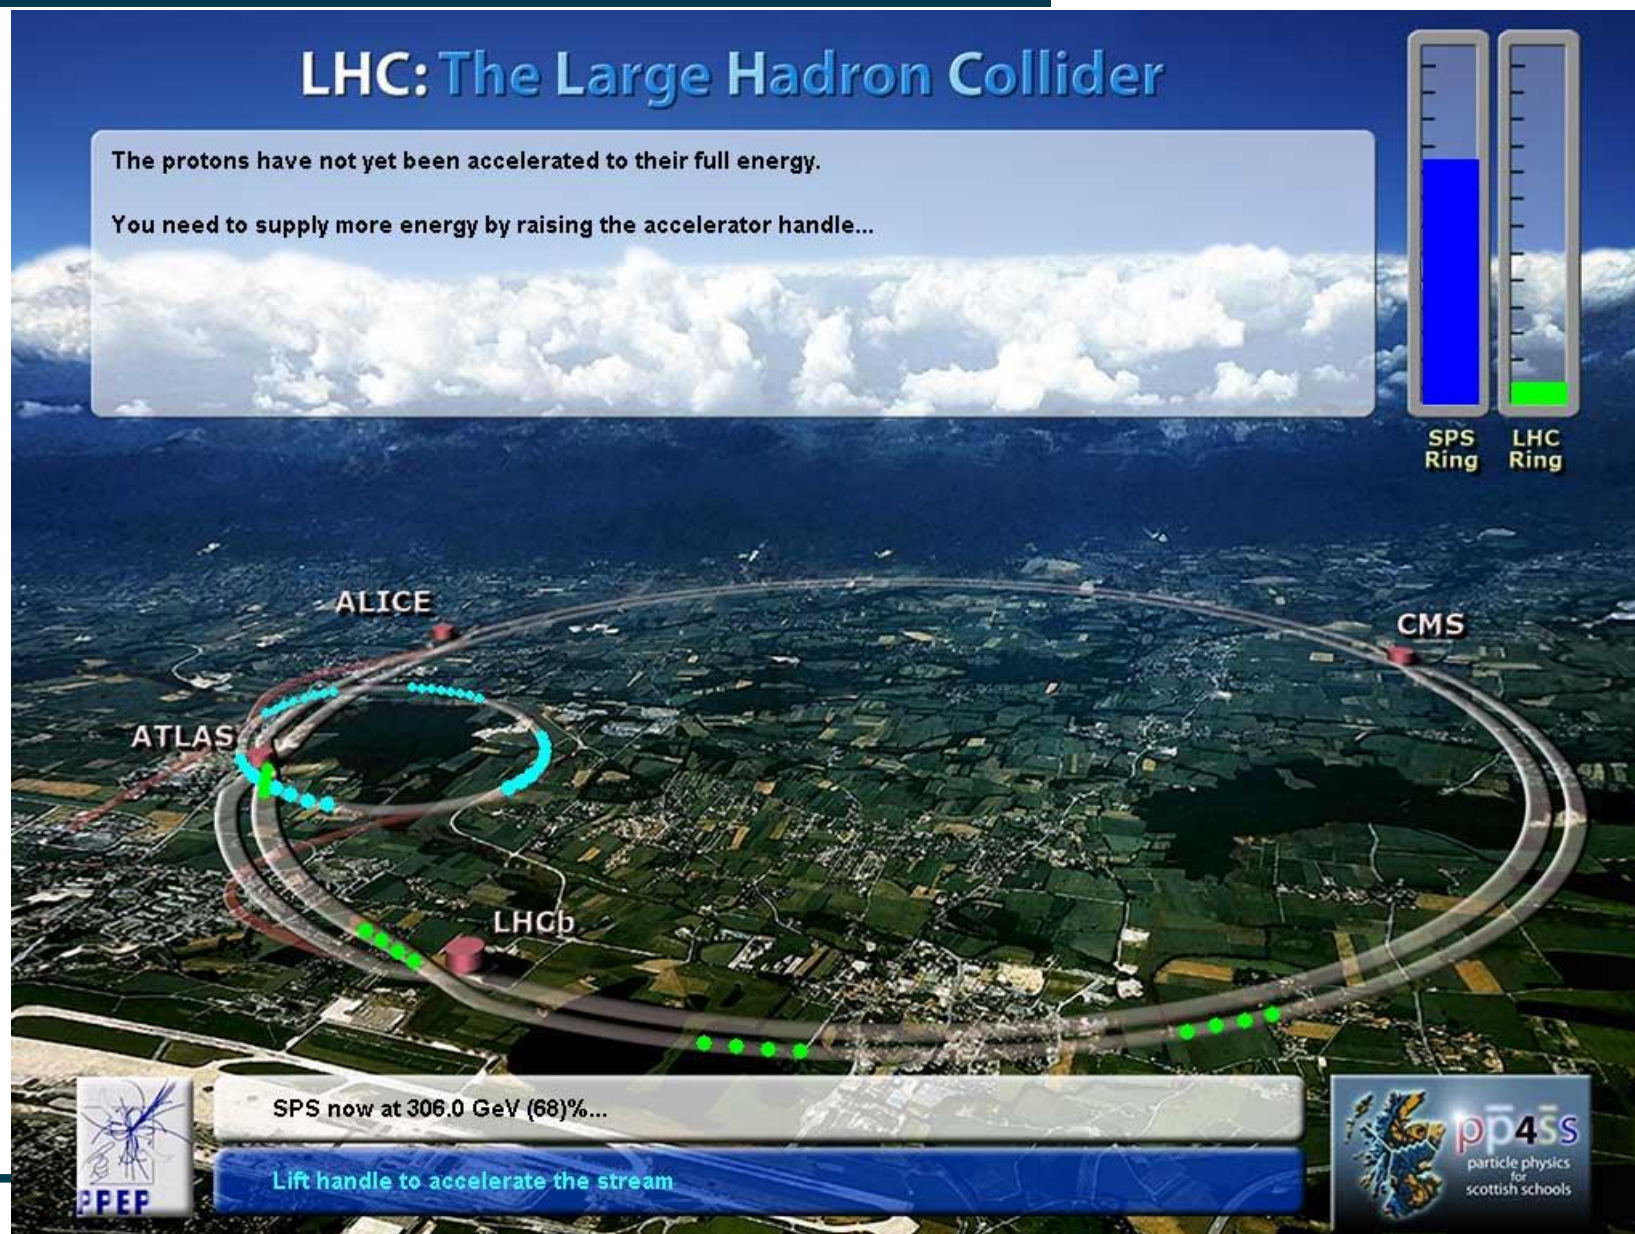 LHC: The Large Hadron Collider
The protons have not yet been accelerated to their full energy.
You need to supply more energy by raising the accelerator handle...
SPS
Ring
LHC
Ring
ALICE
CMS
ATLAS
LHCb
SPS now at 306.0 GeV (68)%...
Lift handle to accelerate the stream
PPEP
pp4ss
particle physics
for
scottish schools